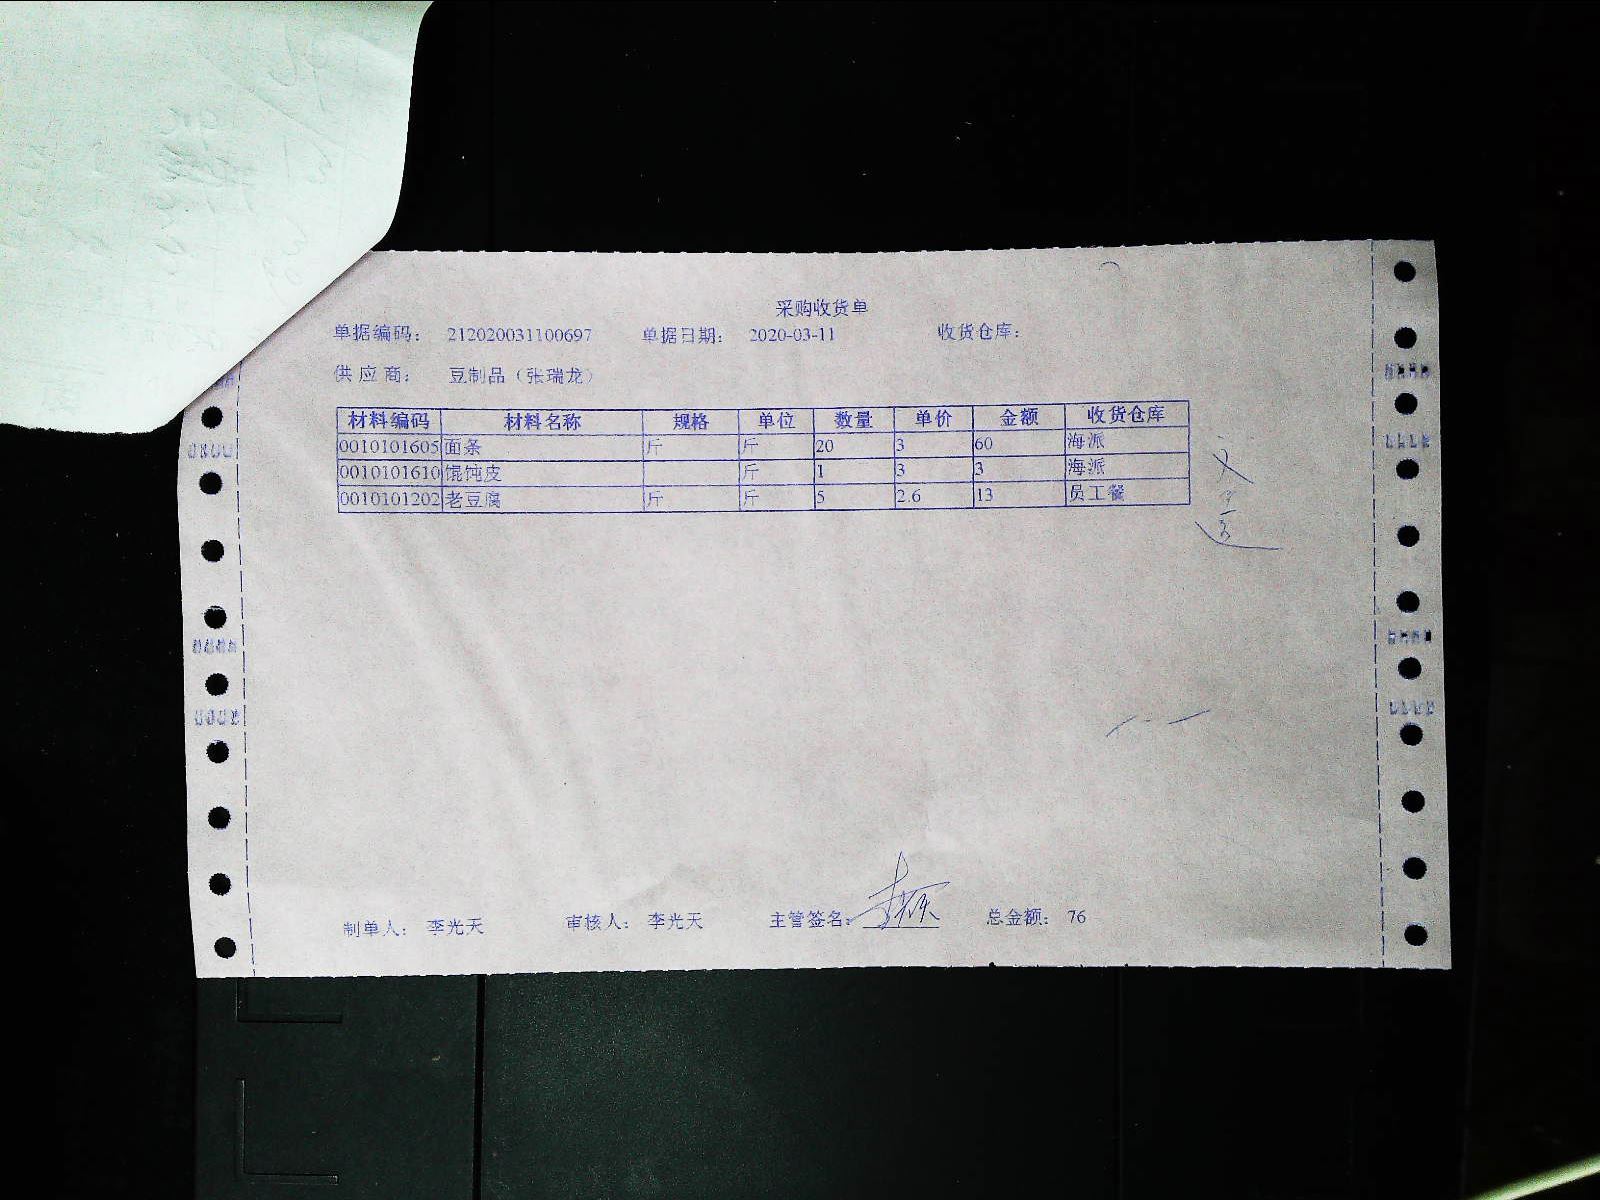 采购收货单
单据编码： 212020031100697 单据日期： 2020-03-11 收货仓库：
供应商： 豆制品（张瑞龙）
材料编码 材料名称 规格 单位 数量 单价 金额 收货仓库
0010101605 面条 斤 斤 20 3 60 海派
0010101610 馄饨皮 斤 1 3 3 海派
0010101202 老豆腐 斤 斤 5 2.6 13 员工餐
制单人： 李光天 审核人： 李光天 主管签名： 总金额： 76